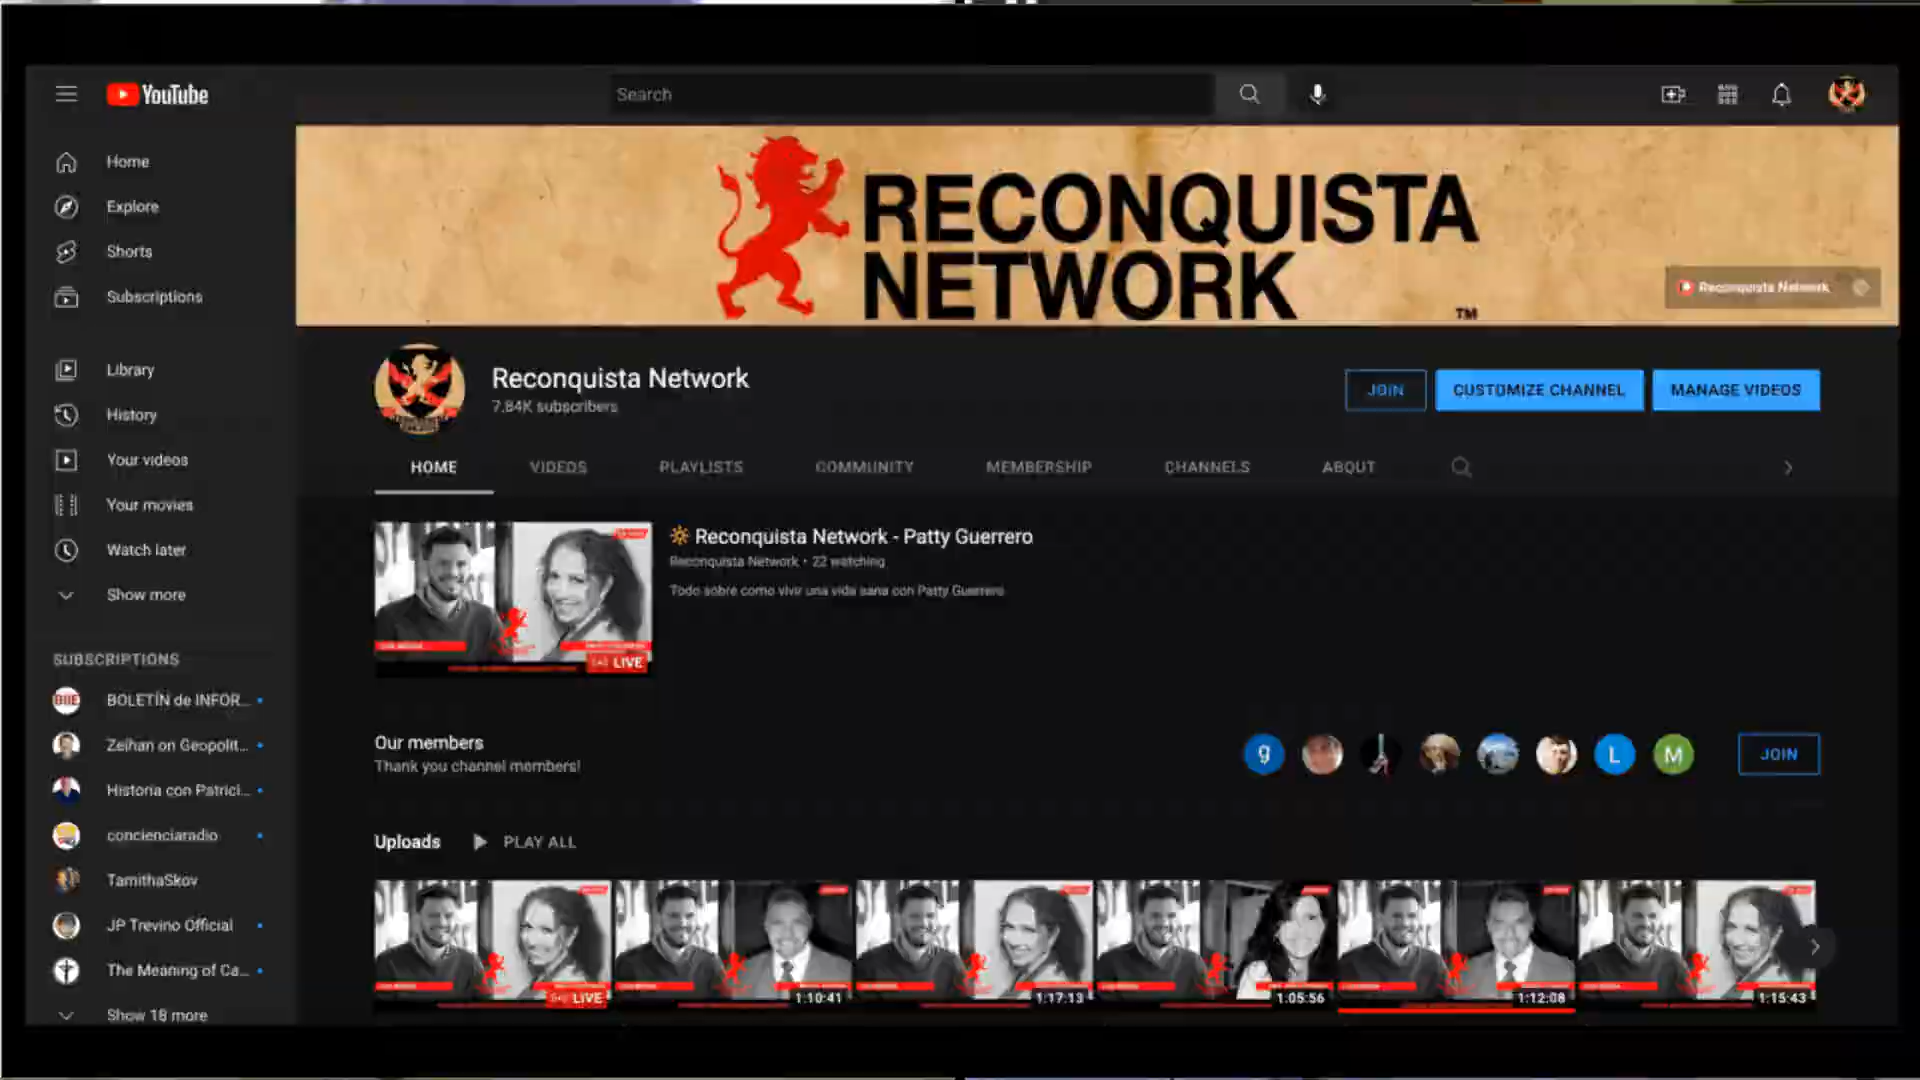 YouTube
Search
Home
Explore
Shorts
Subscriptions
Library
History
Your videos
Your movies
Watch later
Show more
SUBSCRIPTIONS
BOLETÍN de INFOR...
Zeihan on Geopolit...
Historia con Patrici...
concienciaradio
TamithaSkov
JP Trevino Official
The Meaning of Ca...
Show 18 more
RECONQUISTA
NETWORK
TM
Reconquista Network
Reconquista Network
7.84K subscribers
JOIN
CUSTOMIZE CHANNEL
MANAGE VIDEOS
HOME
VIDEOS
PLAYLISTS
COMMUNITY
MEMBERSHIP
CHANNELS
ABOUT
LIVE
Reconquista Network - Patty Guerrero
Reconquista Network • 22 watching
Todo sobre como vivir una vida sana con Patty Guerrero
Our members
Thank you channel members!
g
L
M
JOIN
Uploads
PLAY ALL
LIVE
1:10:41
1:17:13
1:05:56
1:12:08
1:15:43